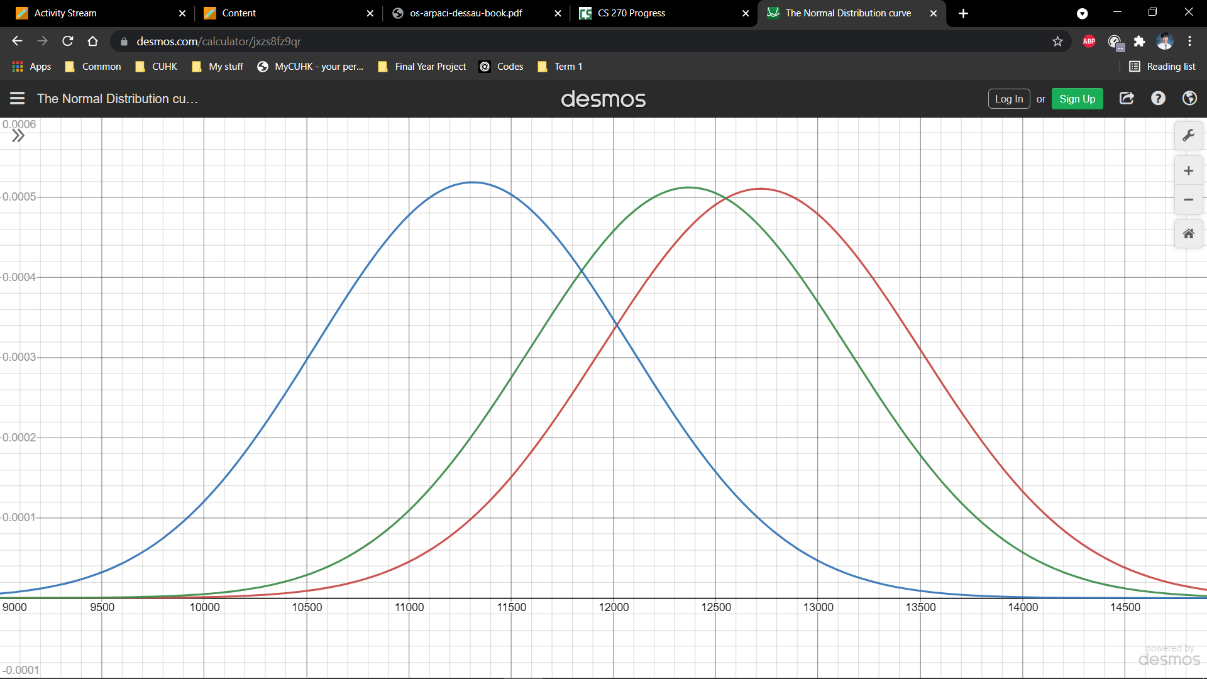 Activity Stream
Content
os-arpaci-dessau-book.pdf
CS 270 Progress
The Normal Distribution curve
desmos.com/calculator/jxzs8fz9qr
ABP
Apps
Common
CUHK
My stuff
MyCUHK - your per...
Final Year Project
Codes
Term 1
Reading list
The Normal Distribution cu...
desmos
Log In or Sign Up
0.0006
0.0005
0.0004
0.0003
0.0002
0.0001
9000 9500 10000 10500 11000 11500 12000 12500 13000 13500 14000 14500
-0.0001
powered by
desmos